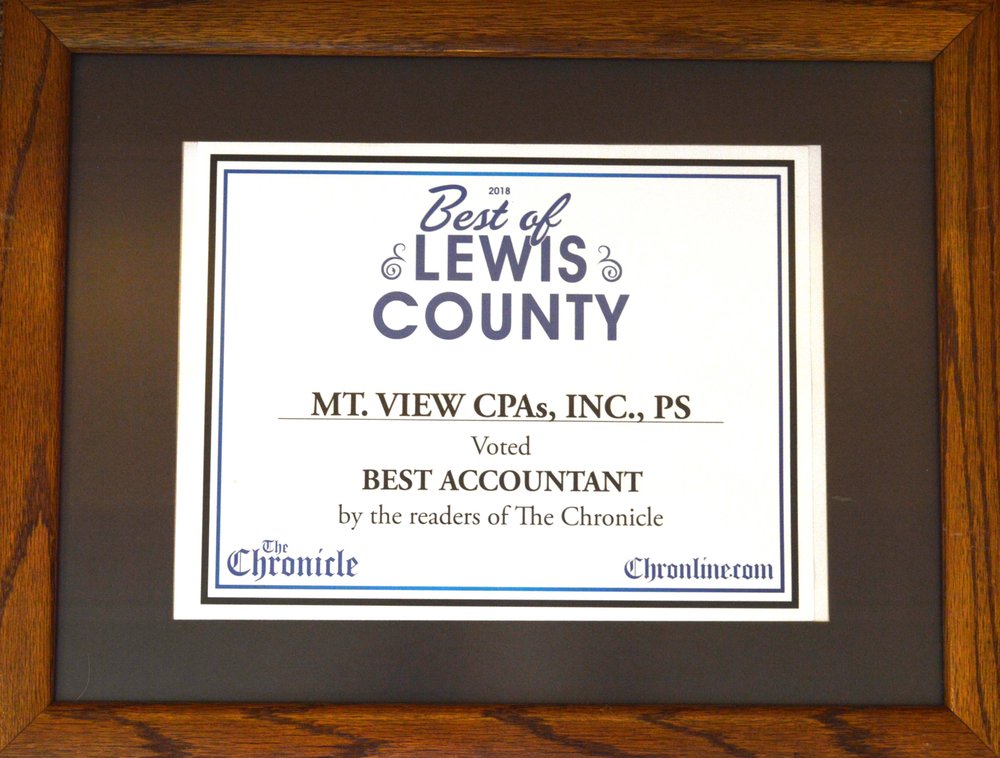 2018
Best of
LEWIS
COUNTY
MT. VIEW CPAs, INC., PS
Voted
BEST ACCOUNTANT
by the readers of The Chronicle
The
Chronicle
Chronline.com